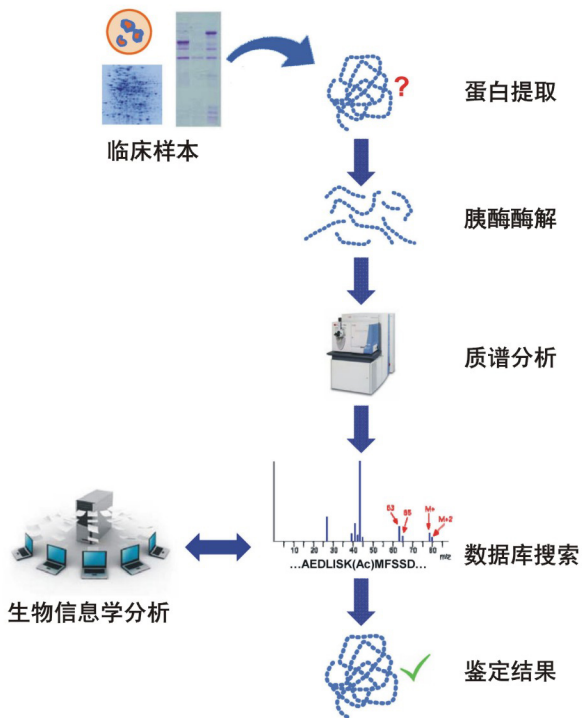 ?
蛋白提取
临床样本
胰酶酶解
质谱分析
63
65
M+
M+2
10 20 30 40 50 60 70 80 m/z
...AEDLISK(Ac)MFSSD...
数据库搜索
生物信息学分析
鉴定结果